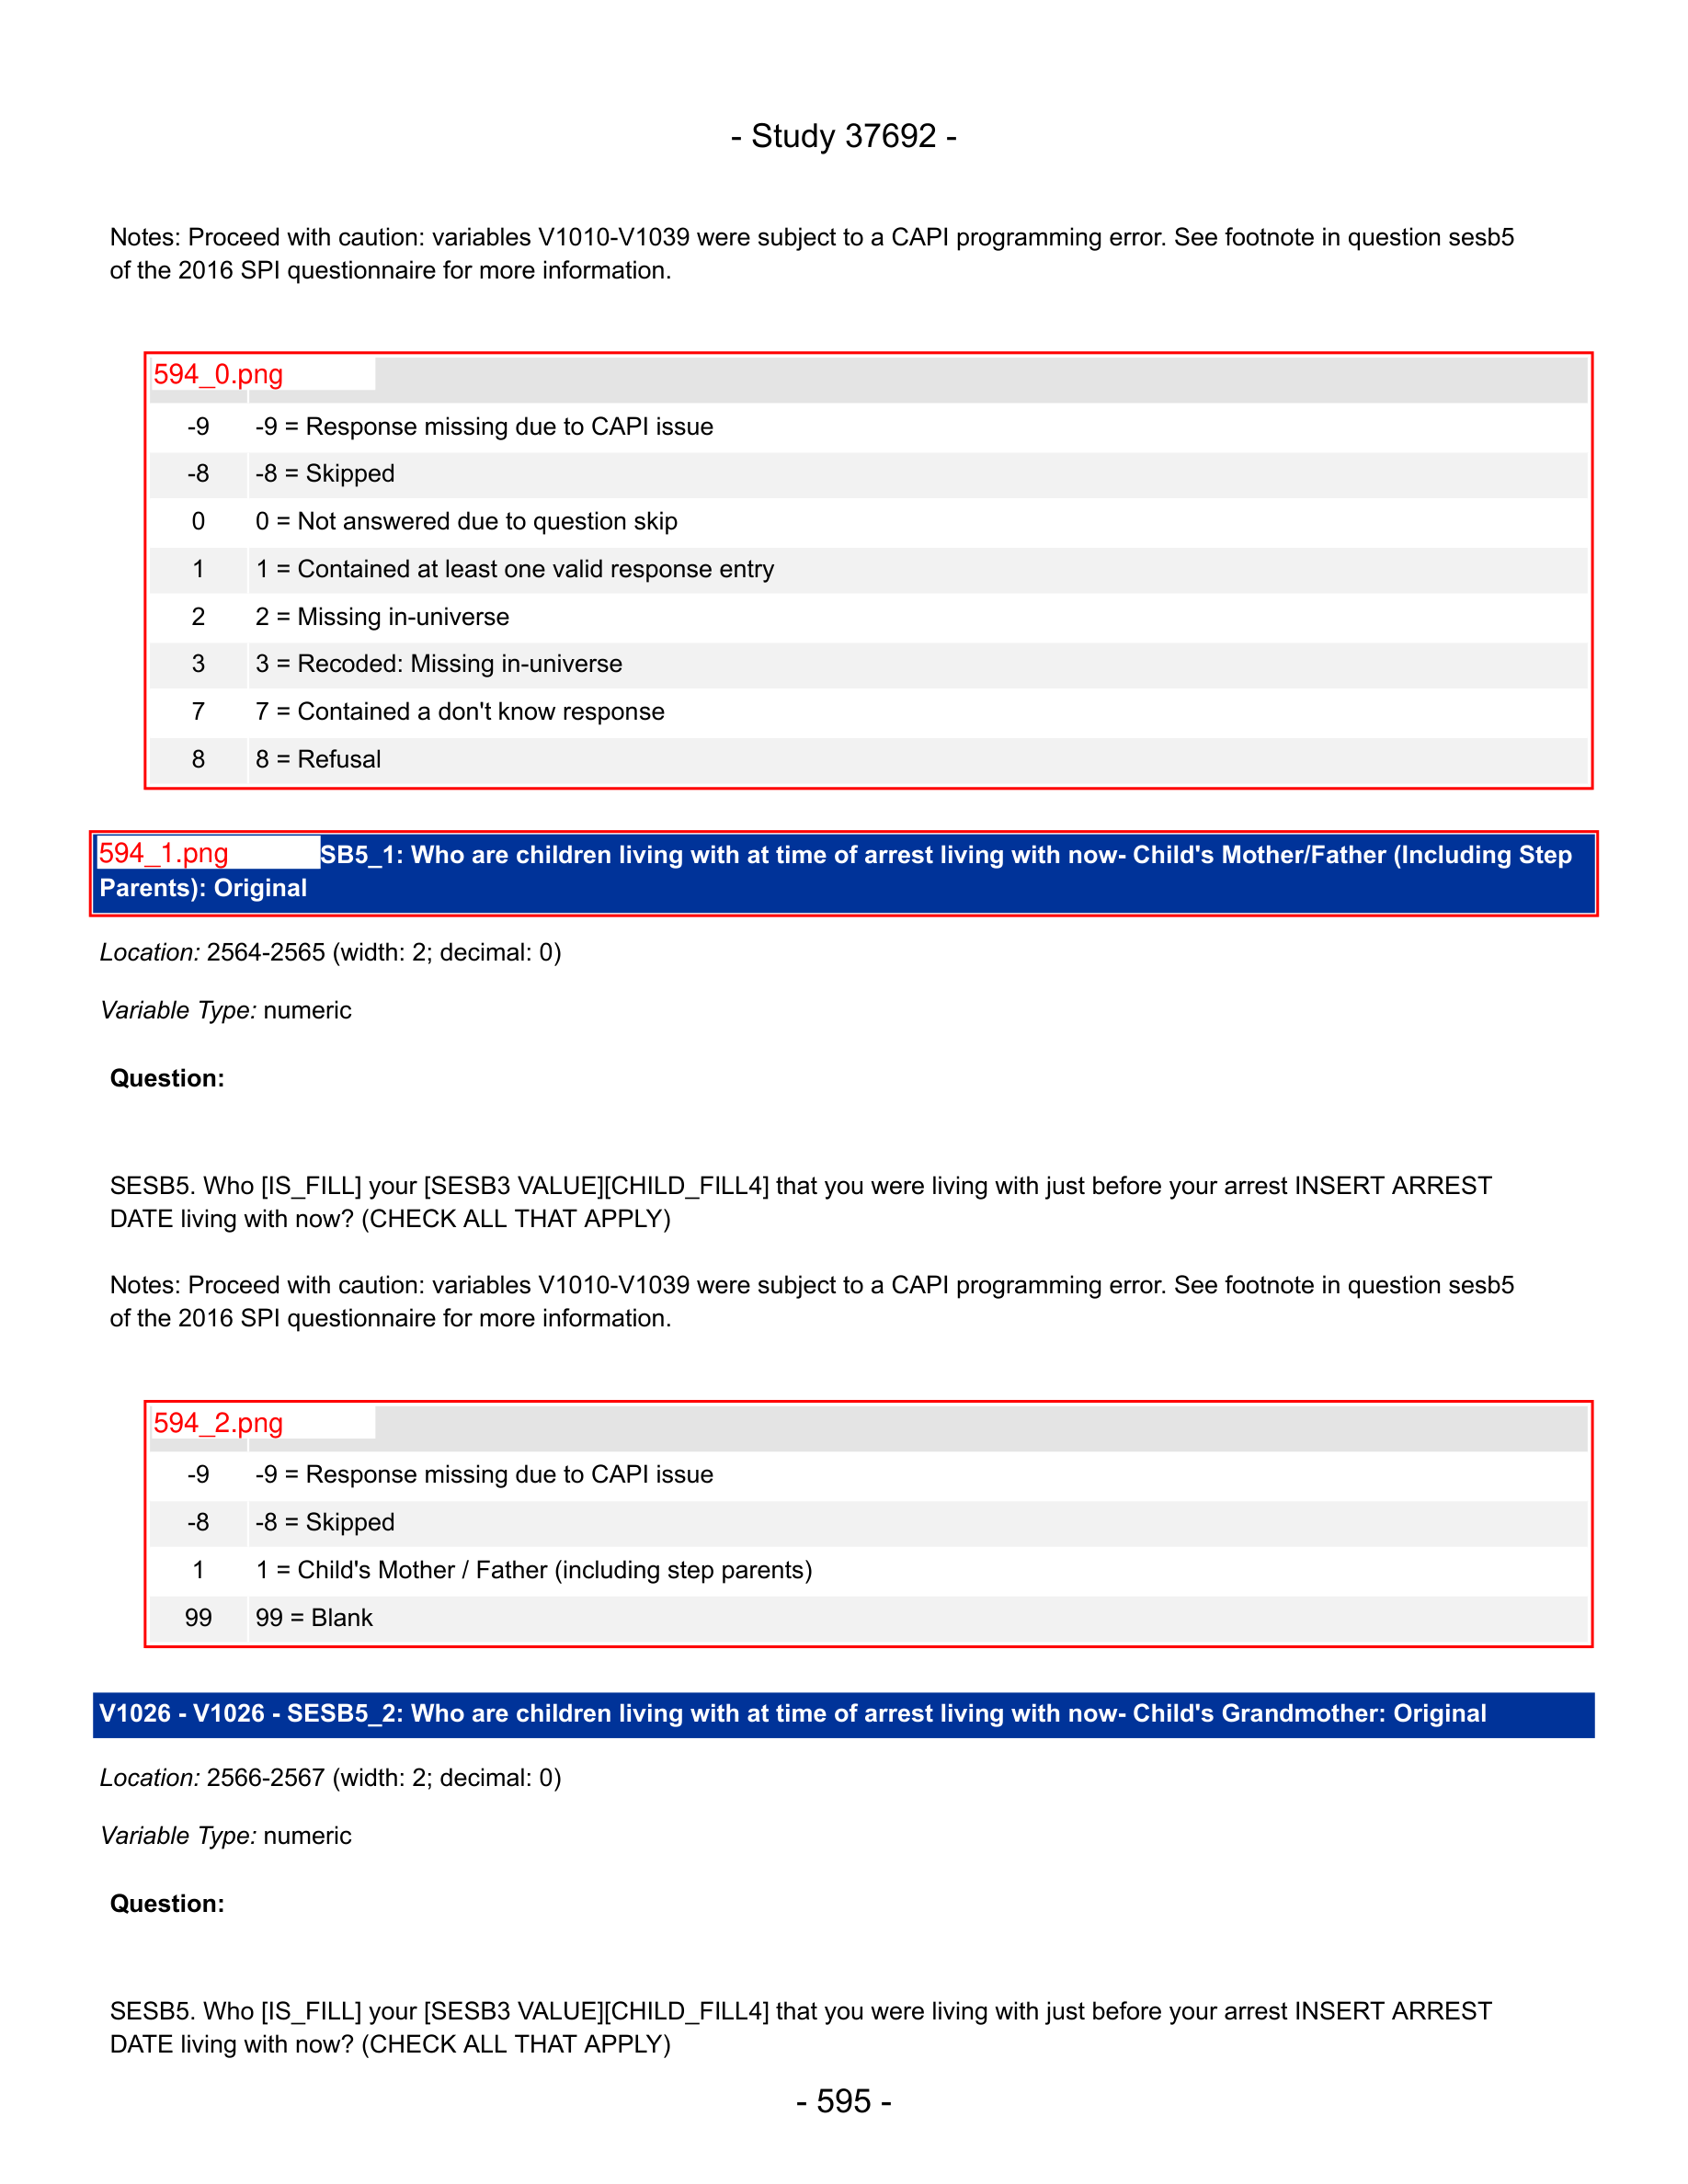 - Study 37692 -
Notes: Proceed with caution: variables V1010-V1039 were subject to a CAPI programming error. See footnote in question sesb5
of the 2016 SPI questionnaire for more information.
594_0.png
-9 -9 = Response missing due to CAPI issue
-8 -8 = Skipped
0 0 = Not answered due to question skip
1 1 = Contained at least one valid response entry
2 2 = Missing in-universe
3 3 = Recoded: Missing in-universe
7 7 = Contained a don't know response
8 8 = Refusal
594_1.png SB5_1: Who are children living with at time of arrest living with now- Child's Mother/Father (Including Step
Parents): Original
Location: 2564-2565 (width: 2; decimal: 0)
Variable Type: numeric
Question:
SESB5. Who [IS_FILL] your [SESB3 VALUE][CHILD_FILL4] that you were living with just before your arrest INSERT ARREST
DATE living with now? (CHECK ALL THAT APPLY)
Notes: Proceed with caution: variables V1010-V1039 were subject to a CAPI programming error. See footnote in question sesb5
of the 2016 SPI questionnaire for more information.
594_2.png
-9 -9 = Response missing due to CAPI issue
-8 -8 = Skipped
1 1 = Child's Mother / Father (including step parents)
99 99 = Blank
V1026 - V1026 - SESB5_2: Who are children living with at time of arrest living with now- Child's Grandmother: Original
Location: 2566-2567 (width: 2; decimal: 0)
Variable Type: numeric
Question:
SESB5. Who [IS_FILL] your [SESB3 VALUE][CHILD_FILL4] that you were living with just before your arrest INSERT ARREST
DATE living with now? (CHECK ALL THAT APPLY)
- 595 -